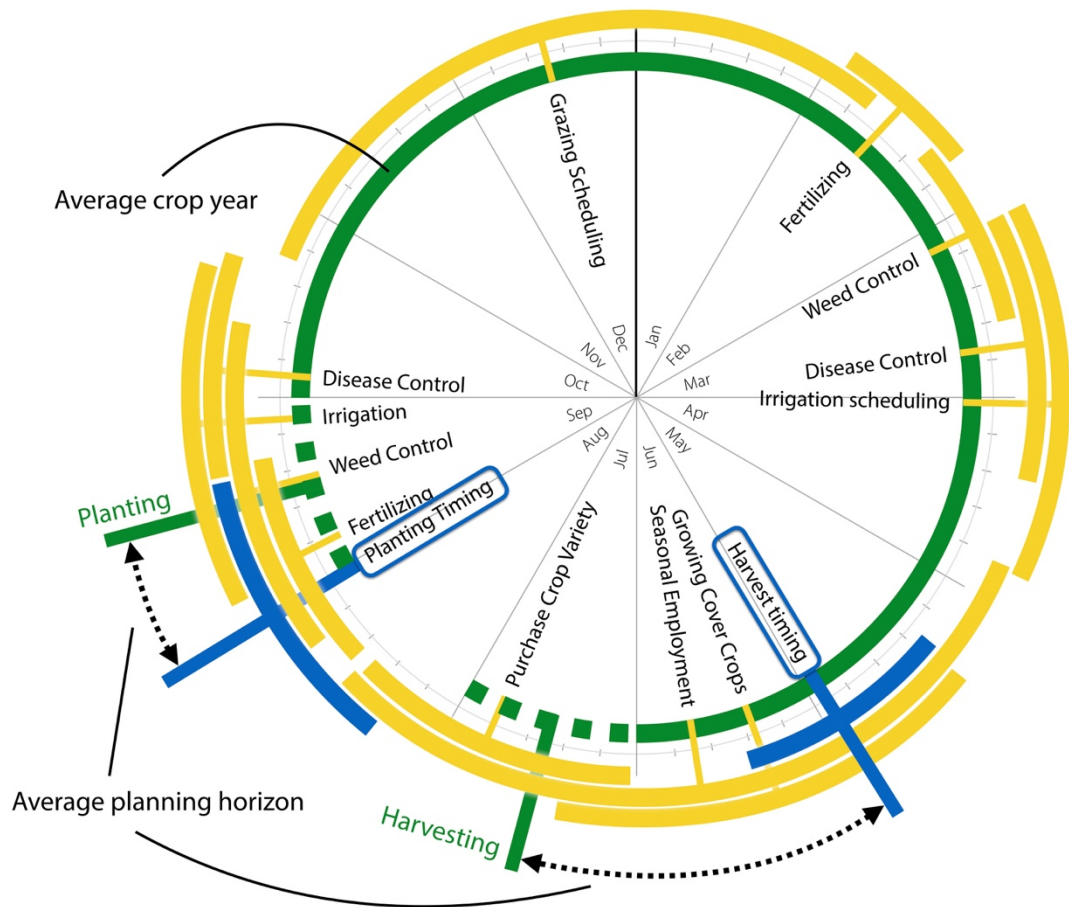 Average crop year
Grazing Scheduling
Fertilizing
Weed Control
Disease Control
Irrigation scheduling
Dec
Jan
Nov
Feb
Oct
Mar
Sep
Apr
Aug
May
Jul
Jun
Disease Control
Irrigation
Weed Control
Fertilizing
Planting Timing
Planting
Purchase Crop Variety
Seasonal Employment
Growing Cover Crops
Harvest timing
Average planning horizon
Harvesting